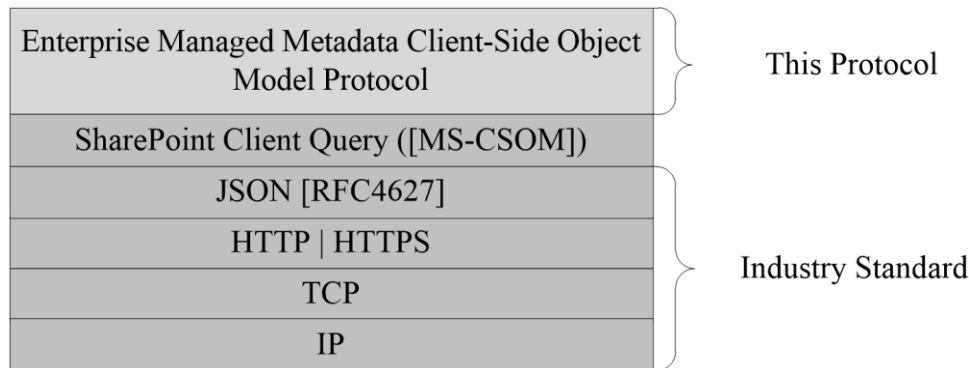 Enterprise Managed Metadata Client-Side Object
Model Protocol
This Protocol
SharePoint Client Query ([MS-CSOM])
JSON [RFC4627]
HTTP | HTTPS
Industry Standard
TCP
IP